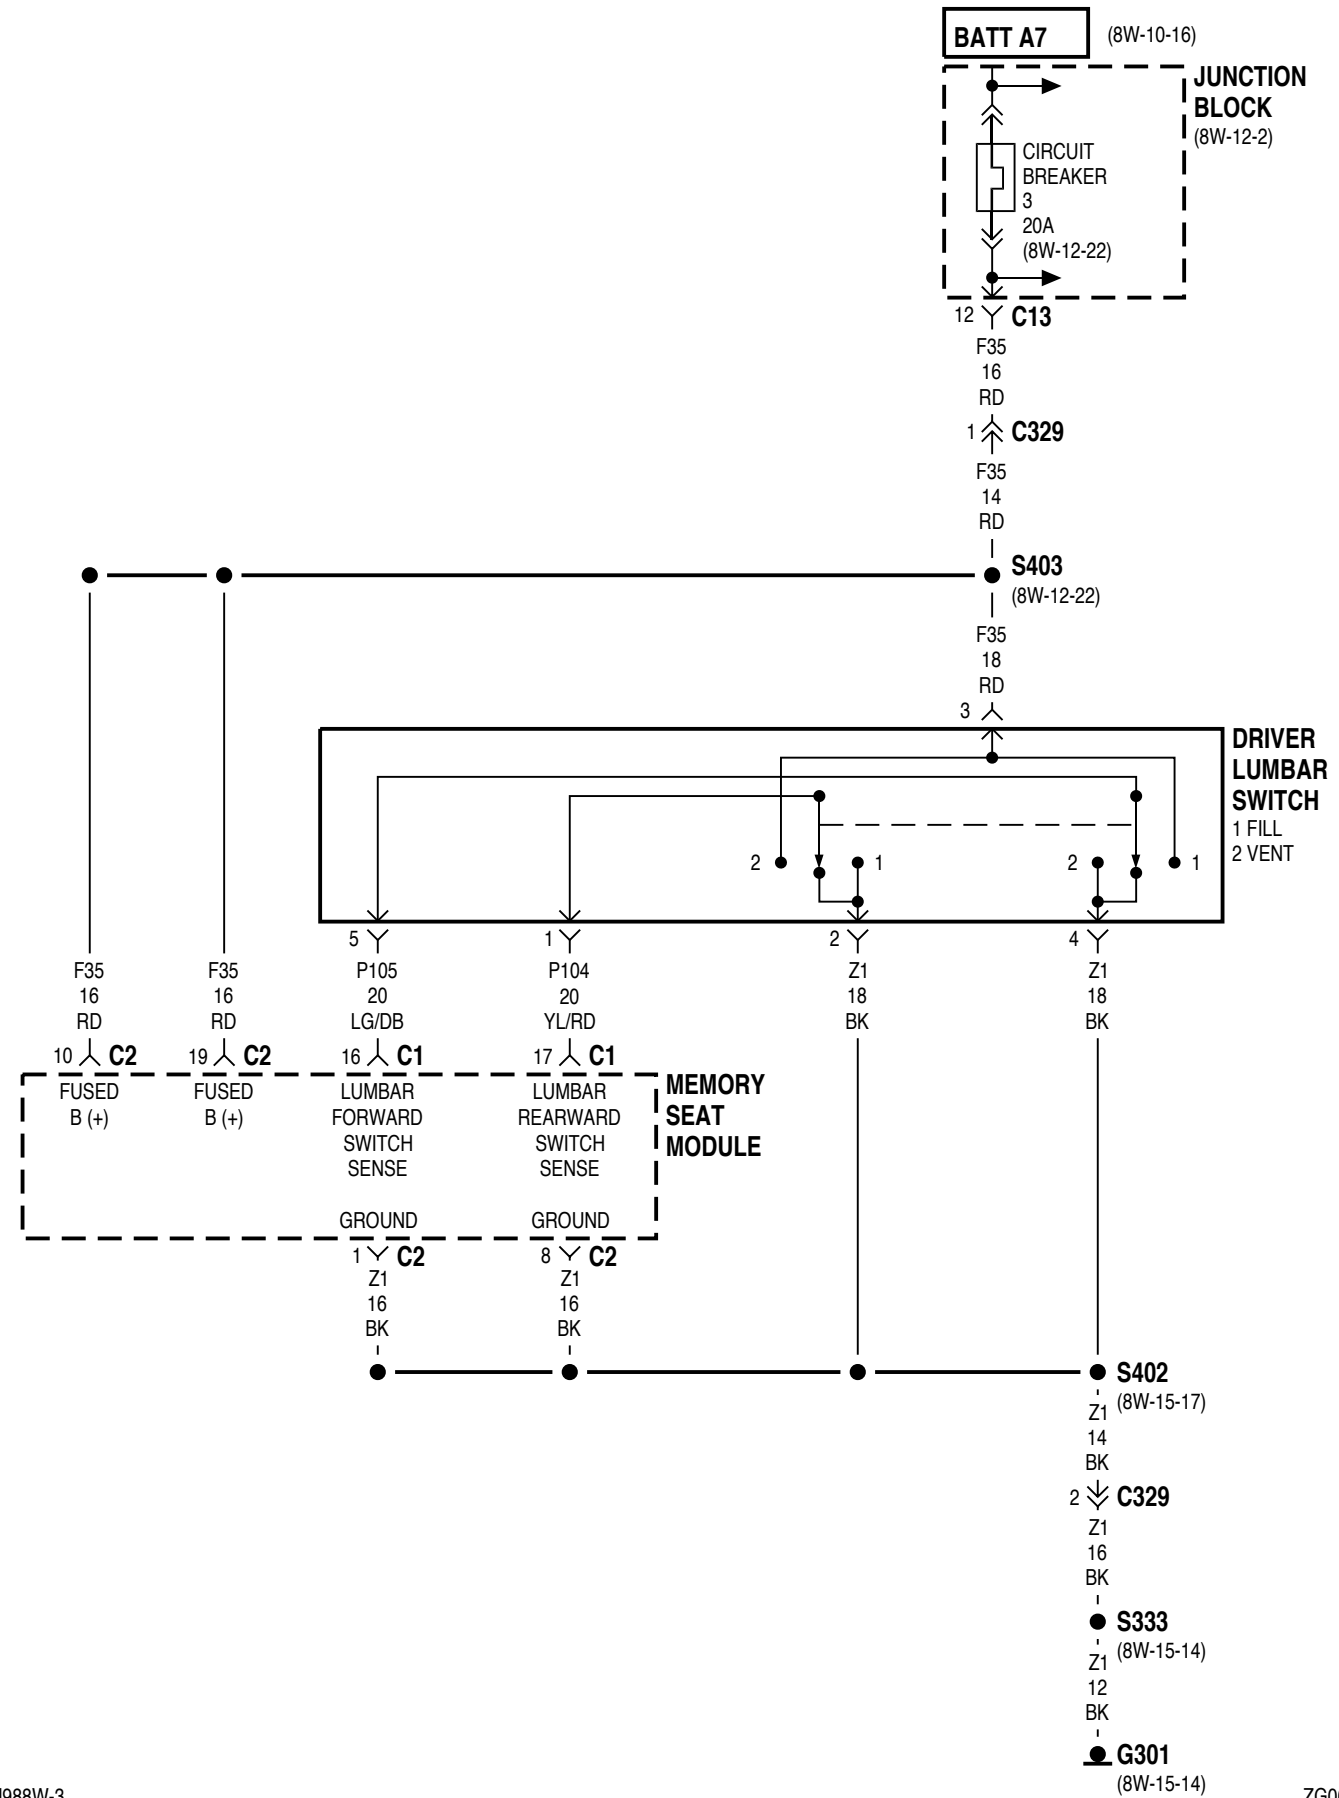 BATT A7
(8W-10-16)
JUNCTION
BLOCK
(8W-12-2)
CIRCUIT
BREAKER
3
20A
(8W-12-22)
12
C13
F35
16
RD
1
C329
F35
14
RD
S403
(8W-12-22)
F35
18
RD
3
DRIVER
LUMBAR
SWITCH
1 FILL
2 VENT
2
1
2
1
5
1
2
4
F35
16
RD
F35
16
RD
P105
20
LG/DB
P104
20
YL/RD
Z1
18
BK
Z1
18
BK
10
C2
19
C2
16
C1
17
C1
MEMORY
SEAT
MODULE
FUSED
B (+)
FUSED
B (+)
LUMBAR
FORWARD
SWITCH
SENSE
LUMBAR
REARWARD
SWITCH
SENSE
GROUND
GROUND
1
C2
8
C2
Z1
16
BK
Z1
16
BK
S402
(8W-15-17)
Z1
14
BK
2
C329
Z1
16
BK
S333
(8W-15-14)
Z1
12
BK
G301
(8W-15-14)
988W-3